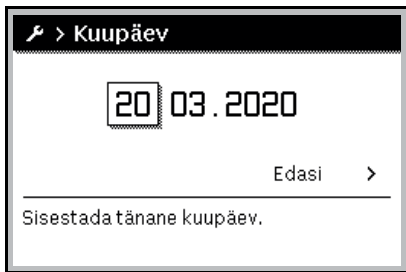 > Kuupäev
20 03.2020
Edasi >
Sisestada tänane kuupäev.